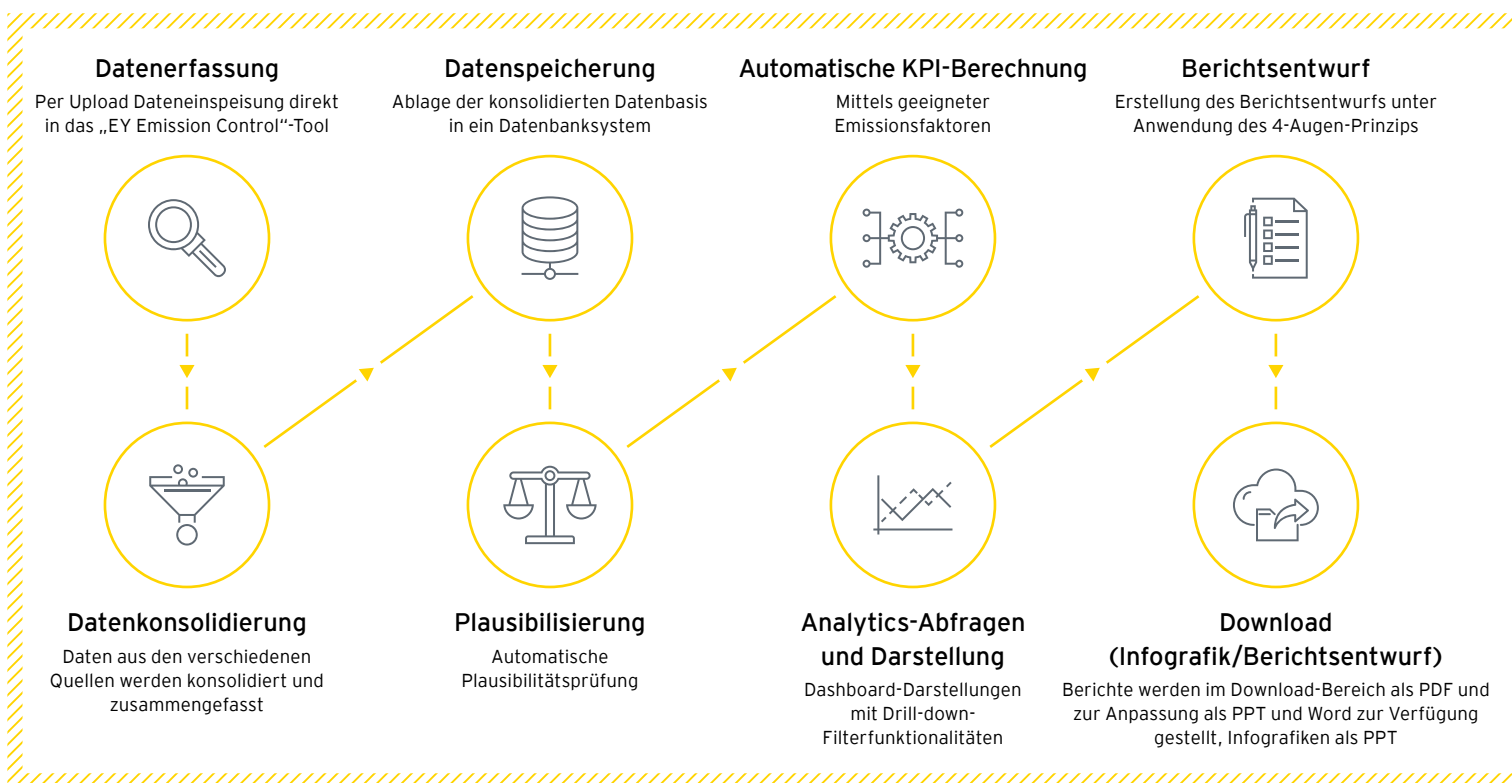 Datenerfassung
Per Upload Dateneinspeisung direkt
in das „EY Emission Control“-Tool
Datenspeicherung
Ablage der konsolidierten Datenbasis
in ein Datenbanksystem
Automatische KPI-Berechnung
Mittels geeigneter
Emissionsfaktoren
Berichtsentwurf
Erstellung des Berichtsentwurfs unter
Anwendung des 4-Augen-Prinzips
Datenkonsolidierung
Daten aus den verschiedenen
Quellen werden konsolidiert und
zusammengefasst
Plausibilisierung
Automatische
Plausibilitätsprüfung
Analytics-Abfragen
und Darstellung
Dashboard-Darstellungen
mit Drill-down-
Filterfunktionalitäten
Download
(Infografik/Berichtsentwurf)
Berichte werden im Download-Bereich als PDF und
zur Anpassung als PPT und Word zur Verfügung
gestellt, Infografiken als PPT